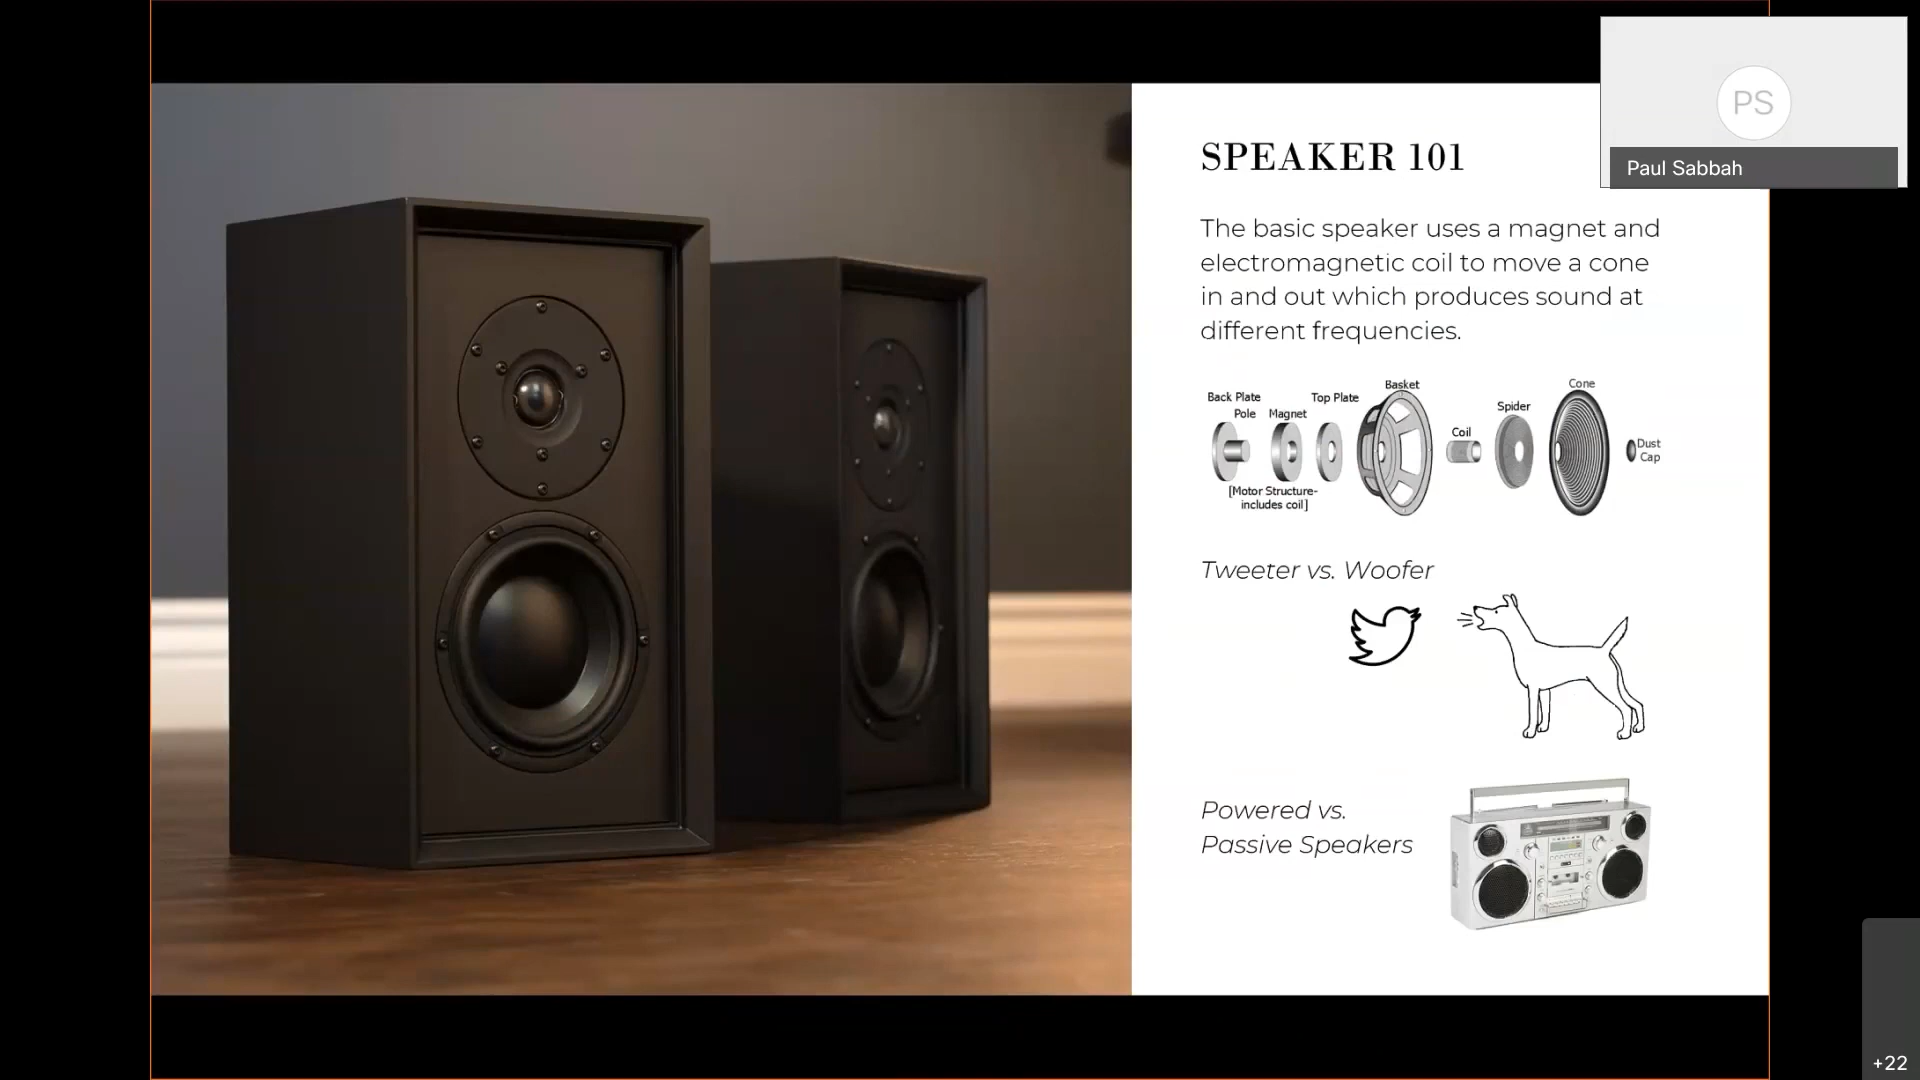 PS
Paul Sabbah
SPEAKER 101
The basic speaker uses a magnet and
electromagnetic coil to move a cone
in and out which produces sound at
different frequencies.
Back Plate
Pole
Magnet
Top Plate
Basket
Coil
Spider
Cone
Dust
Cap
[Motor Structure-
includes coil]
Tweeter vs. Woofer
Powered vs.
Passive Speakers
+22